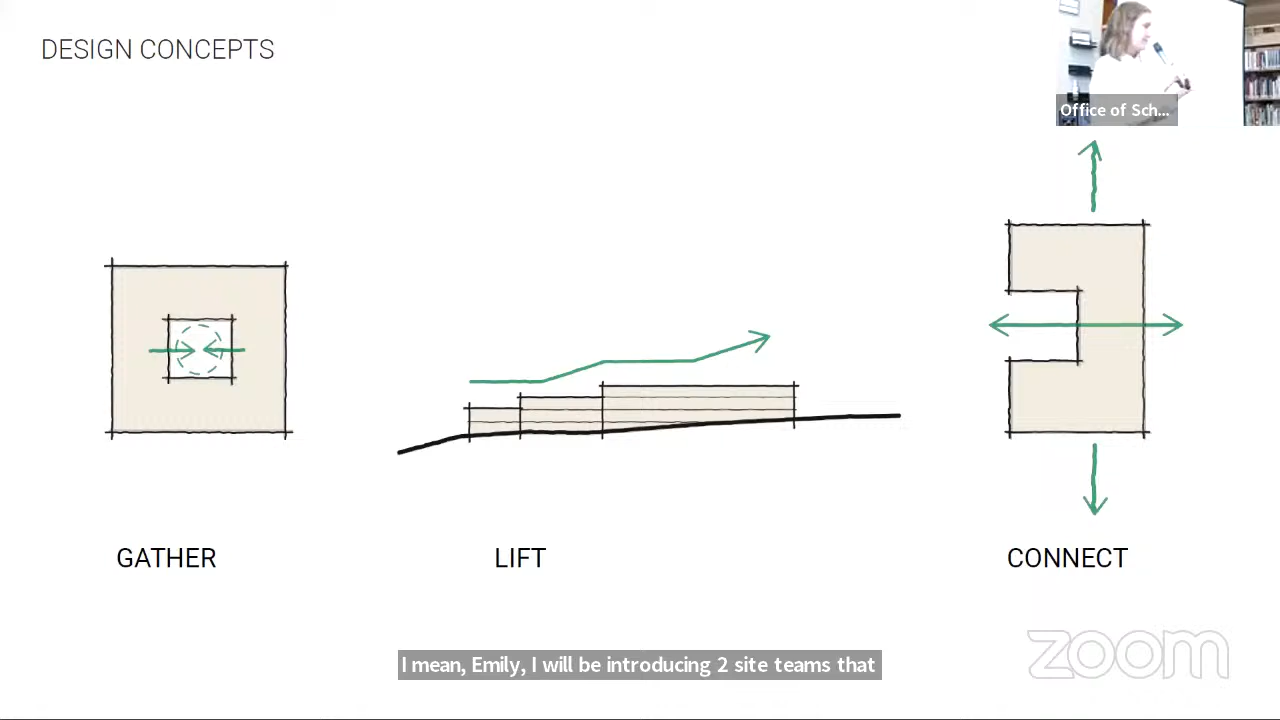 DESIGN CONCEPTS
Office of Sch...
GATHER
LIFT
CONNECT
zoom
I mean, Emily, I will be introducing 2 site teams that